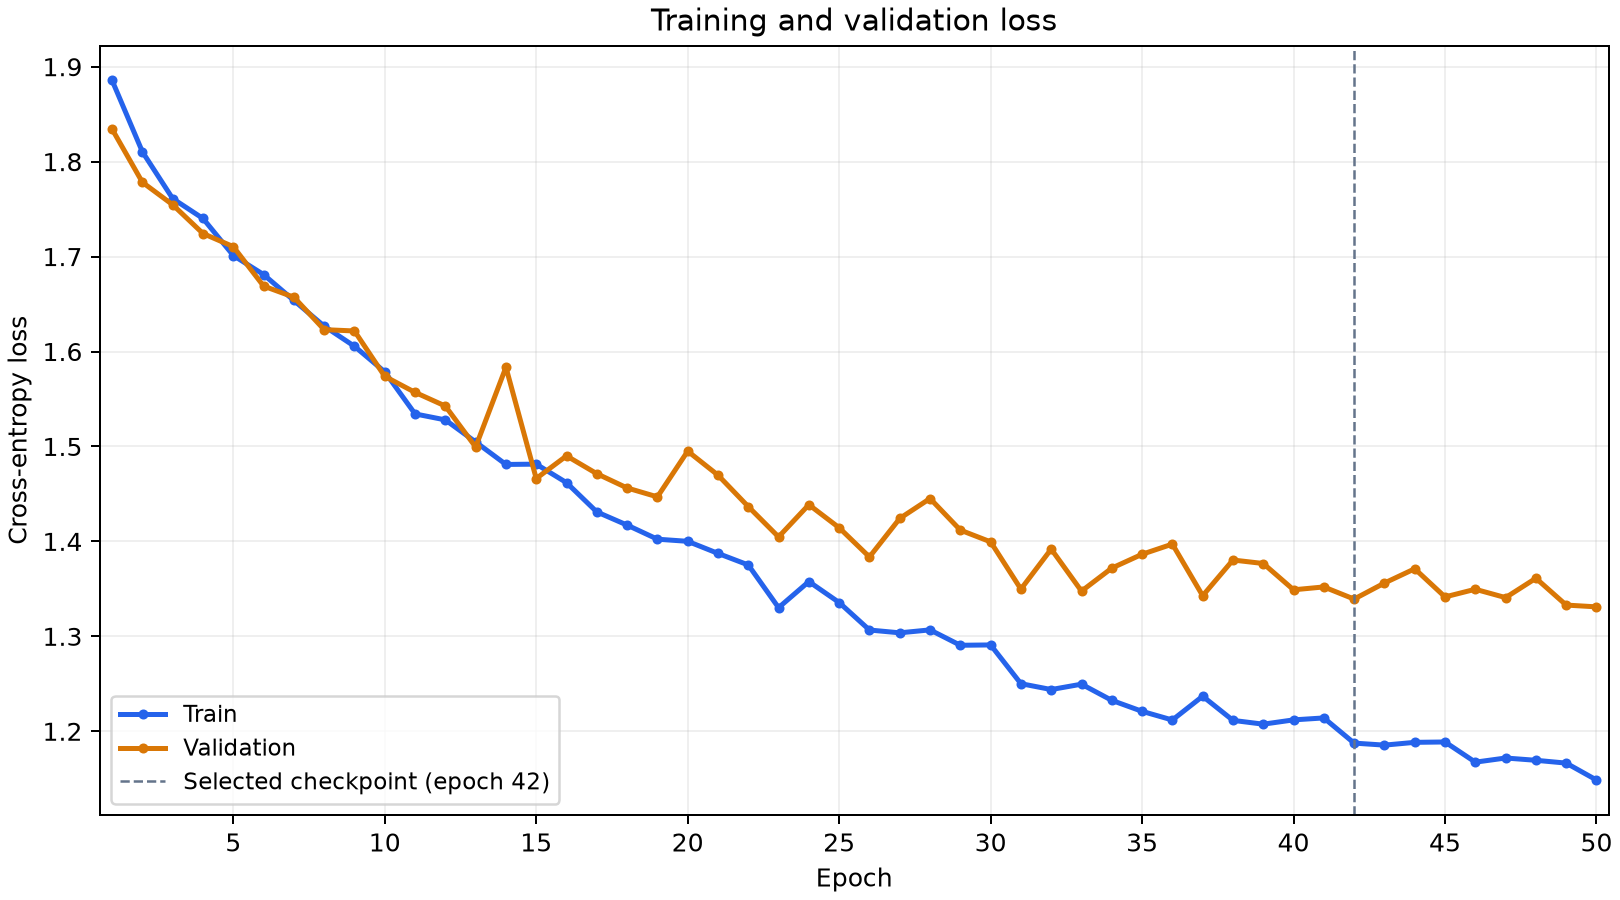 Training and validation loss
Cross-entropy loss
1.9
1.8
1.7
1.6
1.5
1.4
1.3
1.2
Train
Validation
Selected checkpoint (epoch 42)
5 10 15 20 25 30 35 40 45 50
Epoch